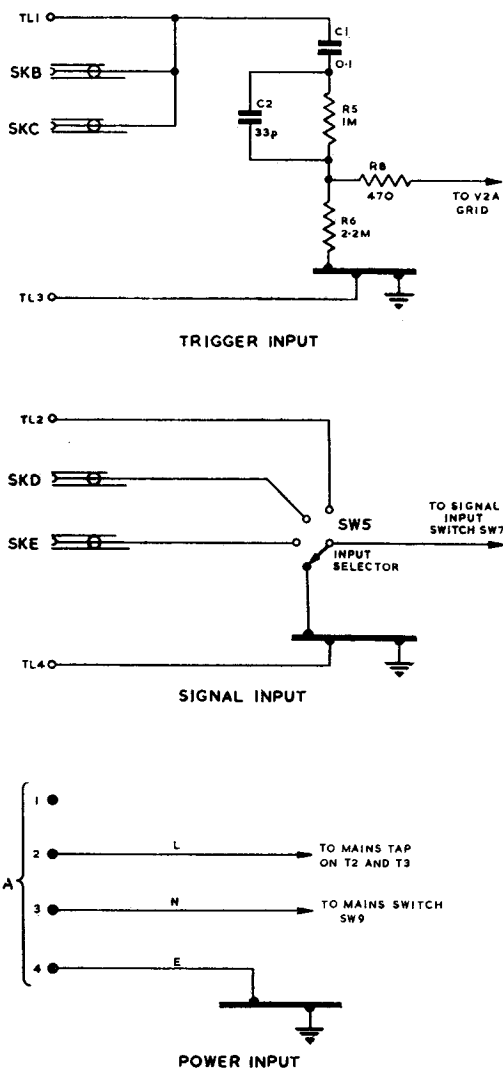 TL1
C1
0·1
SKB
SKC
C2
33p
R5
1M
R8
470
TO V2A
GRID
R6
2·2M
TL3
TRIGGER INPUT
TL2
SKD
SKE
SW5
INPUT
SELECTOR
TO SIGNAL
INPUT
SWITCH SW7
TL4
SIGNAL INPUT
A
1
2
L
TO MAINS TAP
ON T2 AND T3
3
N
TO MAINS SWITCH
SW9
4
E
POWER INPUT